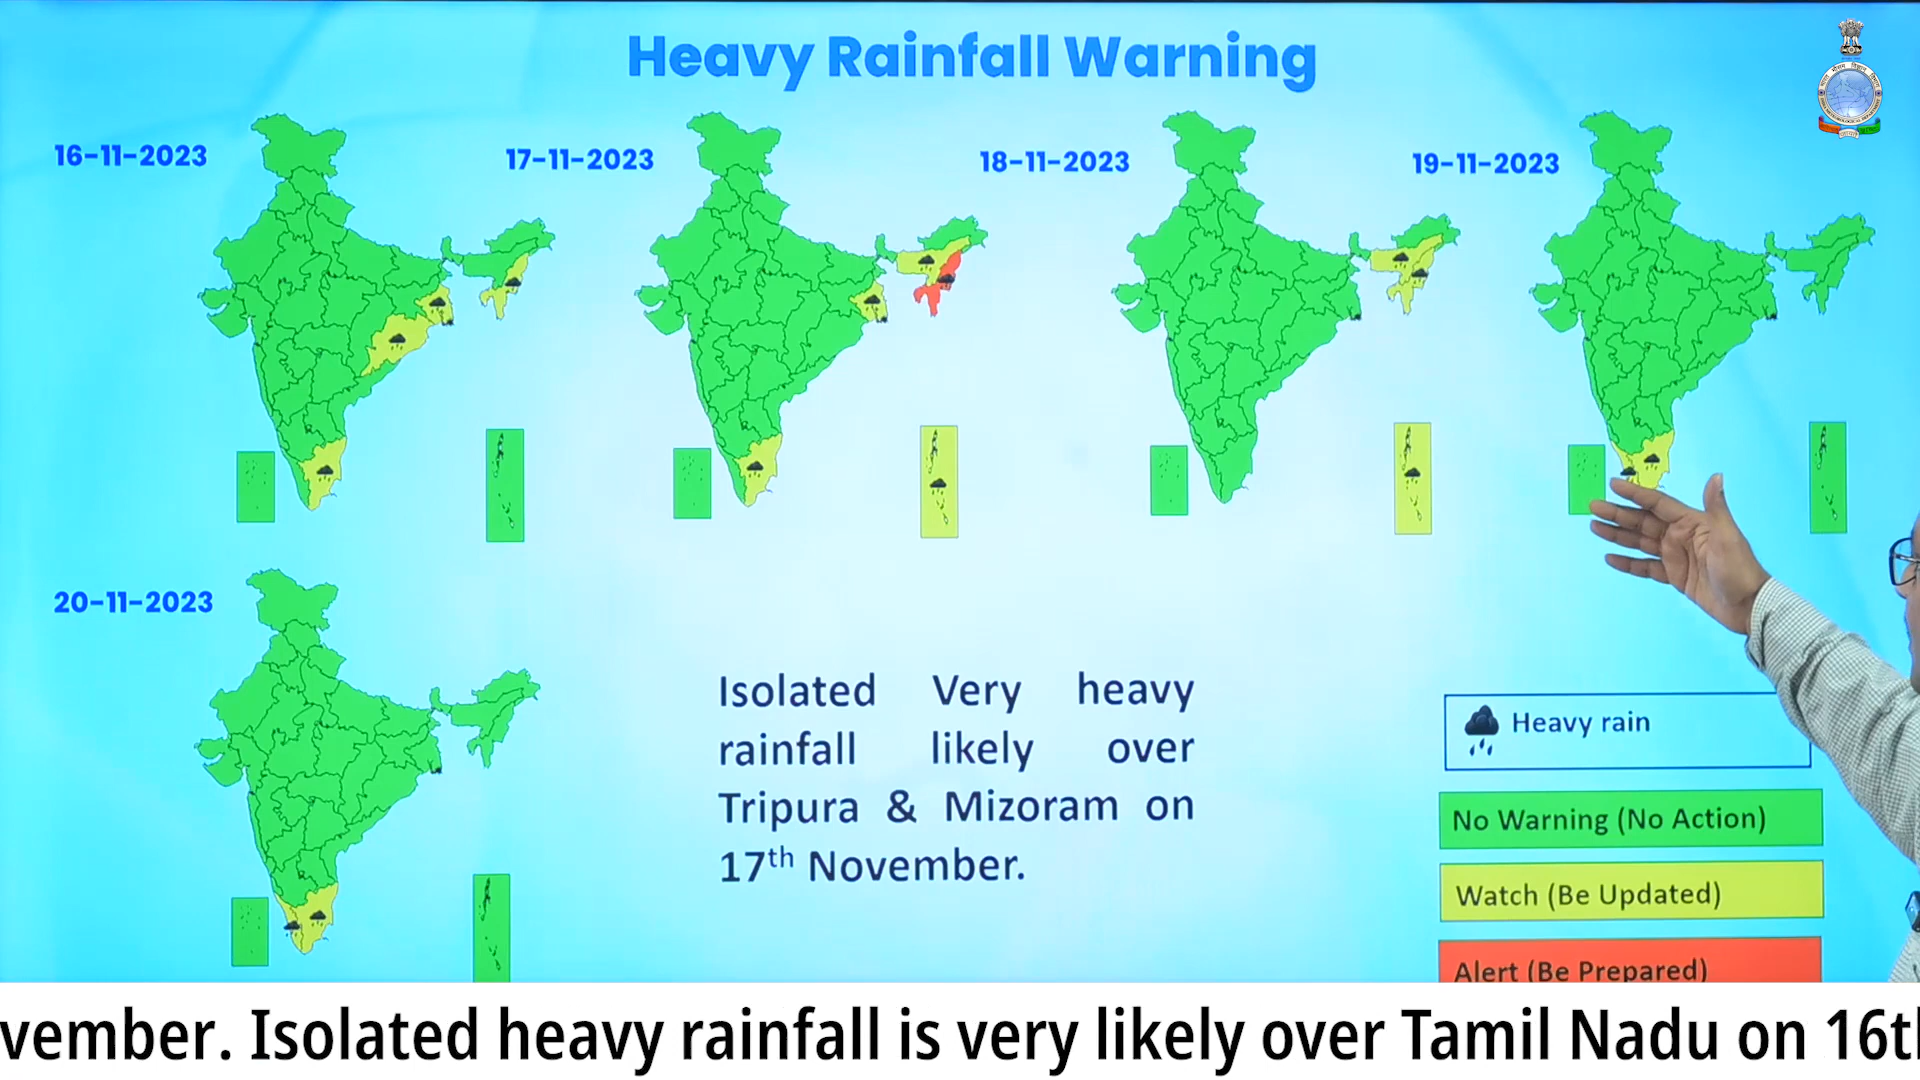 Heavy Rainfall Warning
16-11-2023
17-11-2023
18-11-2023
19-11-2023
20-11-2023
Isolated Very heavy
rainfall likely over
Tripura & Mizoram on
17th November.
Heavy rain
No Warning (No Action)
Watch (Be Updated)
Alert (Be Prepared)
vember. Isolated heavy rainfall is very likely over Tamil Nadu on 16t